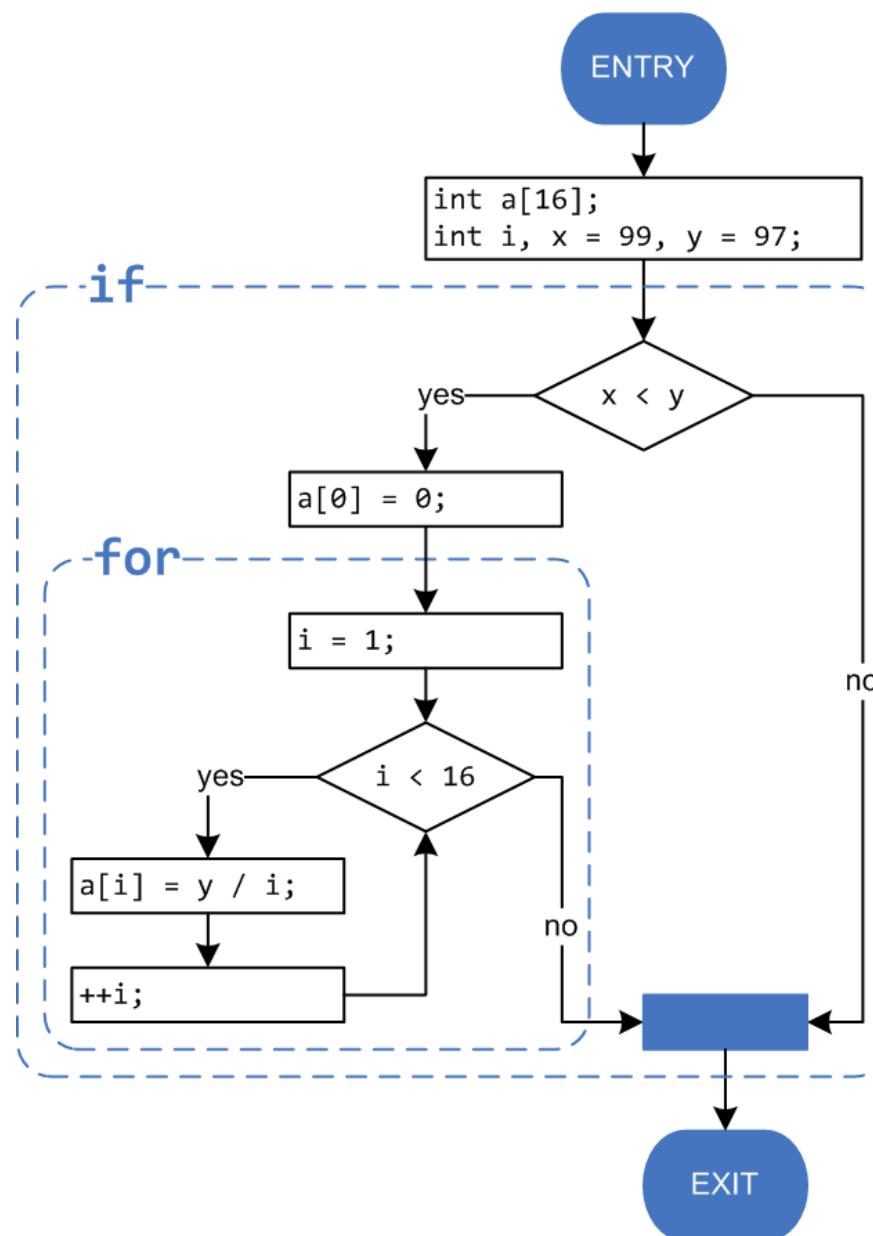 ENTRY
int a[16];
int i, x = 99, y = 97;
if
x < y
yes
a[0] = 0;
for
i = 1;
no
i < 16
yes
a[i] = y / i;
no
++i;
EXIT